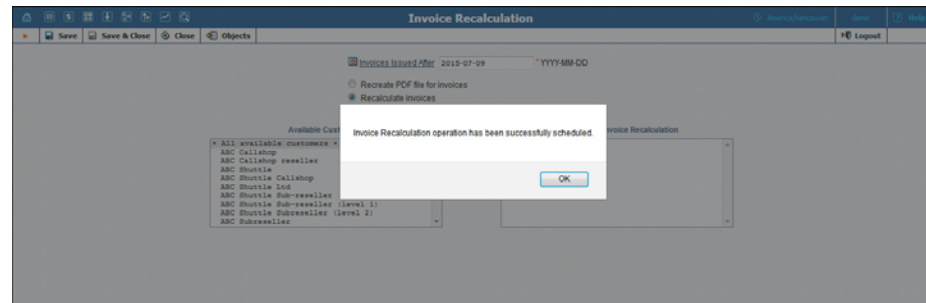 Invoice Recalculation
America/Vancouver
demo
Help
Save
Save & Close
Close
Objects
Logout
Invoices Issued After 2015-07-09 * YYYY-MM-DD
Recreate PDF file for invoices
Recalculate invoices
Available Cust
voice Recalculation
Invoice Recalculation operation has been successfully scheduled.
OK
* All available customers *
ABC Callshop
ABC Callshop reseller
ABC Shuttle
ABC Shuttle Callshop
ABC Shuttle Ltd
ABC Shuttle Sub-reseller
ABC Shuttle Sub-reseller (level 1)
ABC Shuttle Subreseller (level 2)
ABC Subreseller